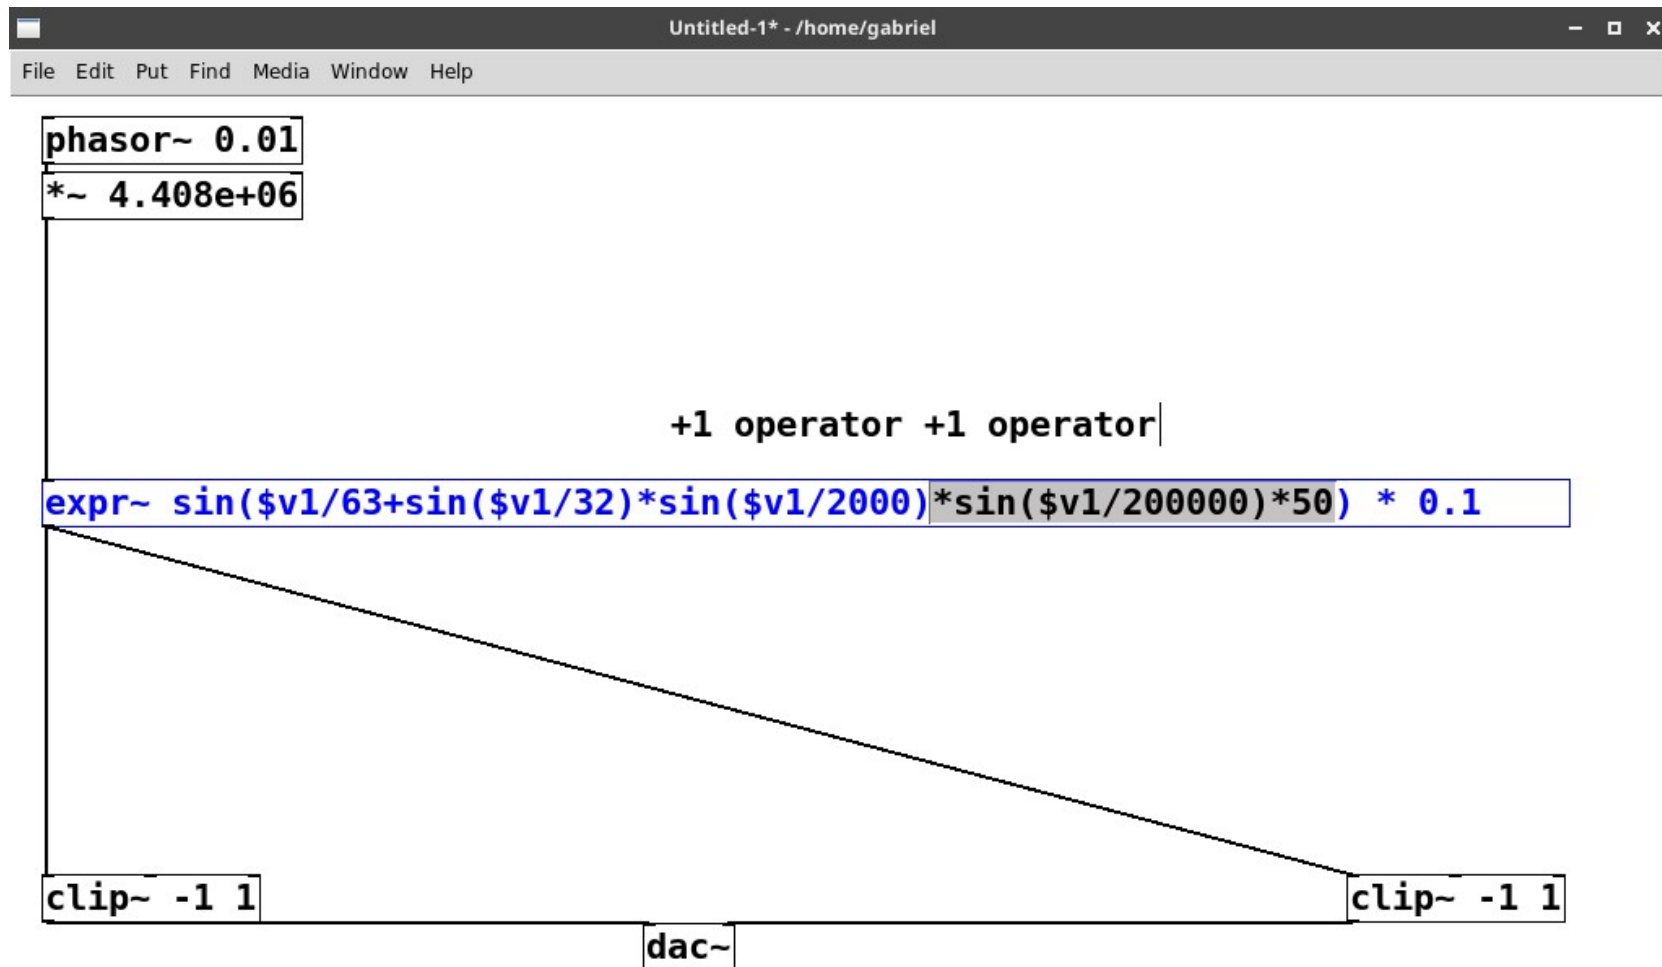 Untitled-1* - /home/gabriel
File Edit Put Find Media Window Help
phasor~ 0.01
*~ 4.408e+06
+1 operator +1 operator
expr~ sin($v1/63+sin($v1/32)*sin($v1/2000)*sin($v1/200000)*50) * 0.1
clip~ -1 1 clip~ -1 1
dac~